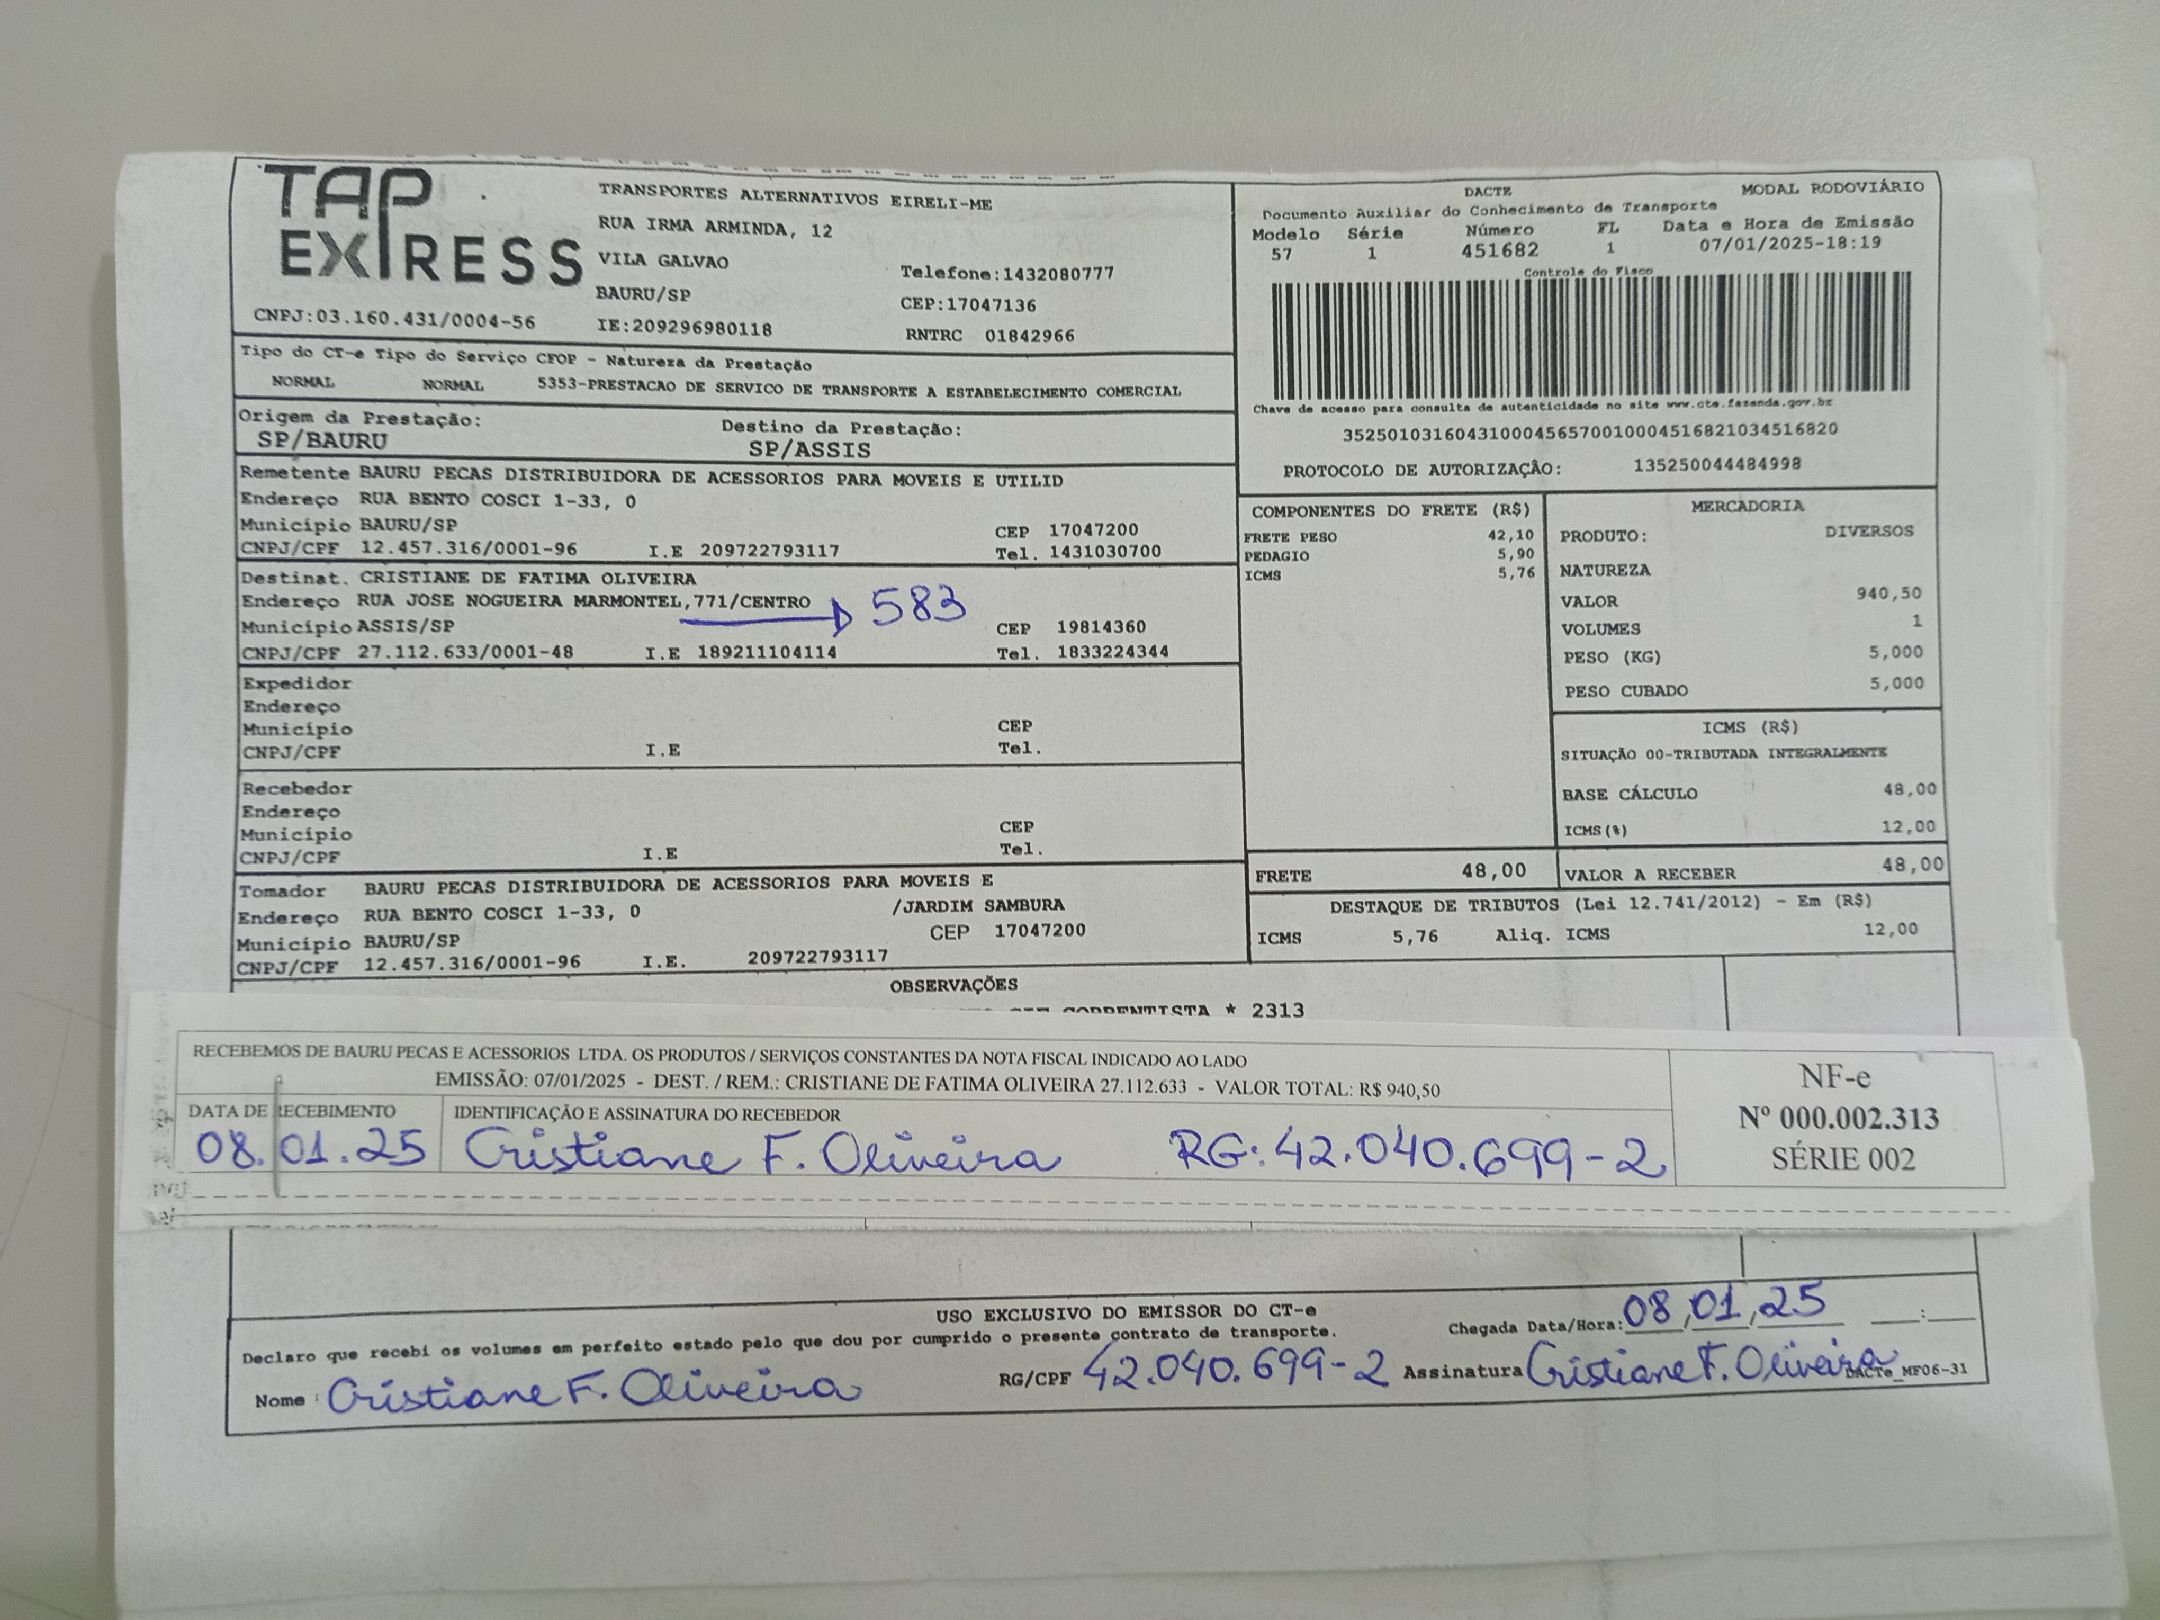 TAP EXPRESS
TRANSPORTES ALTERNATIVOS EIRELI-ME
RUA IRMA ARMINDA, 12
VILA GALVAO
BAURU/SP
Telefone:1432080777
CEP:17047136
CNPJ:03.160.431/0004-56
IE:209296980118
RNTRC 01842966
DACTE
MODAL RODOVIÁRIO
Documento Auxiliar do Conhecimento de Transporte
Modelo Série Número FL Data e Hora de Emissão
57 1 451682 1 07/01/2025-18:19
Controle do Fisco
Chave de acesso para consulta de autenticidade no site www.cte.fazenda.gov.br
35250103160431000456570010004516821034516820
PROTOCOLO DE AUTORIZAÇÃO: 135250044484998
Tipo do CT-e Tipo do Serviço CFOP - Natureza da Prestação
NORMAL NORMAL 5353-PRESTACAO DE SERVICO DE TRANSPORTE A ESTABELECIMENTO COMERCIAL
Origem da Prestação: Destino da Prestação:
SP/BAURU SP/ASSIS
Remetente BAURU PECAS DISTRIBUIDORA DE ACESSORIOS PARA MOVEIS E UTILID
Endereço RUA BENTO COSCI 1-33, 0
Município BAURU/SP CEP 17047200
CNPJ/CPF 12.457.316/0001-96 I.E 209722793117 Tel. 1431030700
Destinat. CRISTIANE DE FATIMA OLIVEIRA
Endereço RUA JOSE NOGUEIRA MARMONTEL,771/CENTRO 583
Município ASSIS/SP CEP 19814360
CNPJ/CPF 27.112.633/0001-48 I.E 189211104114 Tel. 1833224344
Expedidor
Endereço
Município CEP
CNPJ/CPF I.E Tel.
Recebedor
Endereço
Município CEP
CNPJ/CPF I.E Tel.
Tomador BAURU PECAS DISTRIBUIDORA DE ACESSORIOS PARA MOVEIS E
Endereço RUA BENTO COSCI 1-33, 0 /JARDIM SAMBURA
Município BAURU/SP CEP 17047200
CNPJ/CPF 12.457.316/0001-96 I.E. 209722793117
COMPONENTES DO FRETE (R$)
FRETE PESO 42,10
PEDAGIO 5,90
ICMS 5,76
MERCADORIA
PRODUTO: DIVERSOS
NATUREZA
VALOR 940,50
VOLUMES 1
PESO (KG) 5,000
PESO CUBADO 5,000
ICMS (R$)
SITUAÇÃO 00-TRIBUTADA INTEGRALMENTE
BASE CÁLCULO 48,00
ICMS(%) 12,00
FRETE 48,00 VALOR A RECEBER 48,00
DESTAQUE DE TRIBUTOS (Lei 12.741/2012) - Em (R$)
ICMS 5,76 Aliq. ICMS 12,00
OBSERVAÇÕES
CORRENTISTA * 2313
RECEBEMOS DE BAURU PECAS E ACESSORIOS LTDA. OS PRODUTOS / SERVIÇOS CONSTANTES DA NOTA FISCAL INDICADO AO LADO
EMISSÃO: 07/01/2025 - DEST. / REM.: CRISTIANE DE FATIMA OLIVEIRA 27.112.633 - VALOR TOTAL: R$ 940,50
DATA DE RECEBIMENTO IDENTIFICAÇÃO E ASSINATURA DO RECEBEDOR
08.01.25 Cristiane F. Oliveira RG: 42.040.699-2
NF-e
Nº 000.002.313
SÉRIE 002
USO EXCLUSIVO DO EMISSOR DO CT-e
Declaro que recebi os volumes em perfeito estado pelo que dou por cumprido o presente contrato de transporte.
Chegada Data/Hora: 08,01,25 :
Nome : Cristiane F. Oliveira RG/CPF 42.040.699-2 Assinatura Cristiane F. Oliveira
DACTe_MF06-31